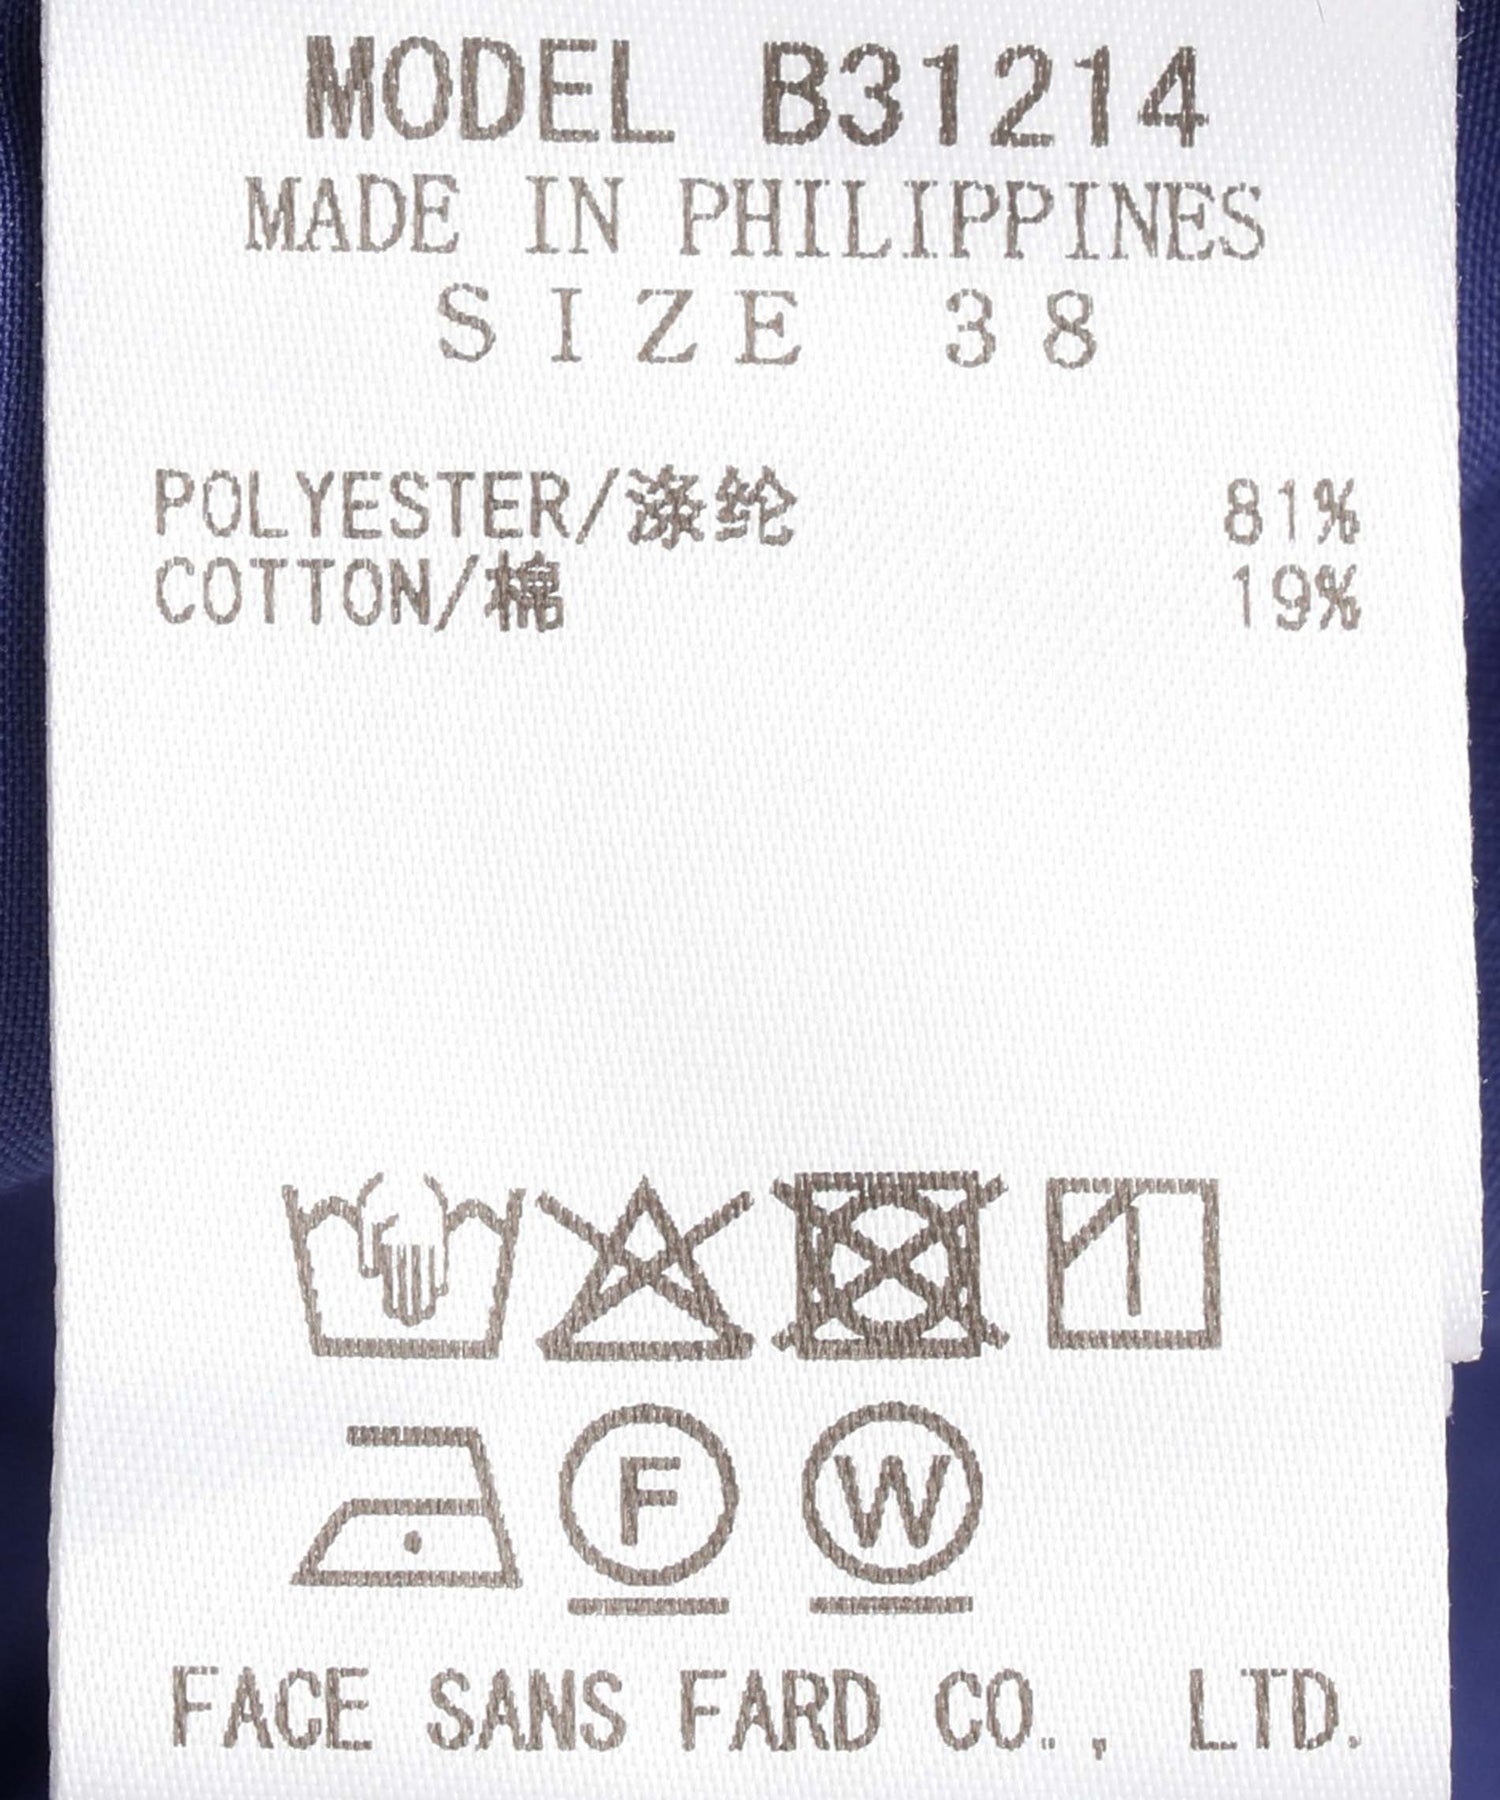 MODEL B31214
MADE IN PHILIPPINES
SIZE 38
POLYESTER/涤纶 81%
COTTON/棉 19%
F W
FACE SANS FARD CO., LTD.